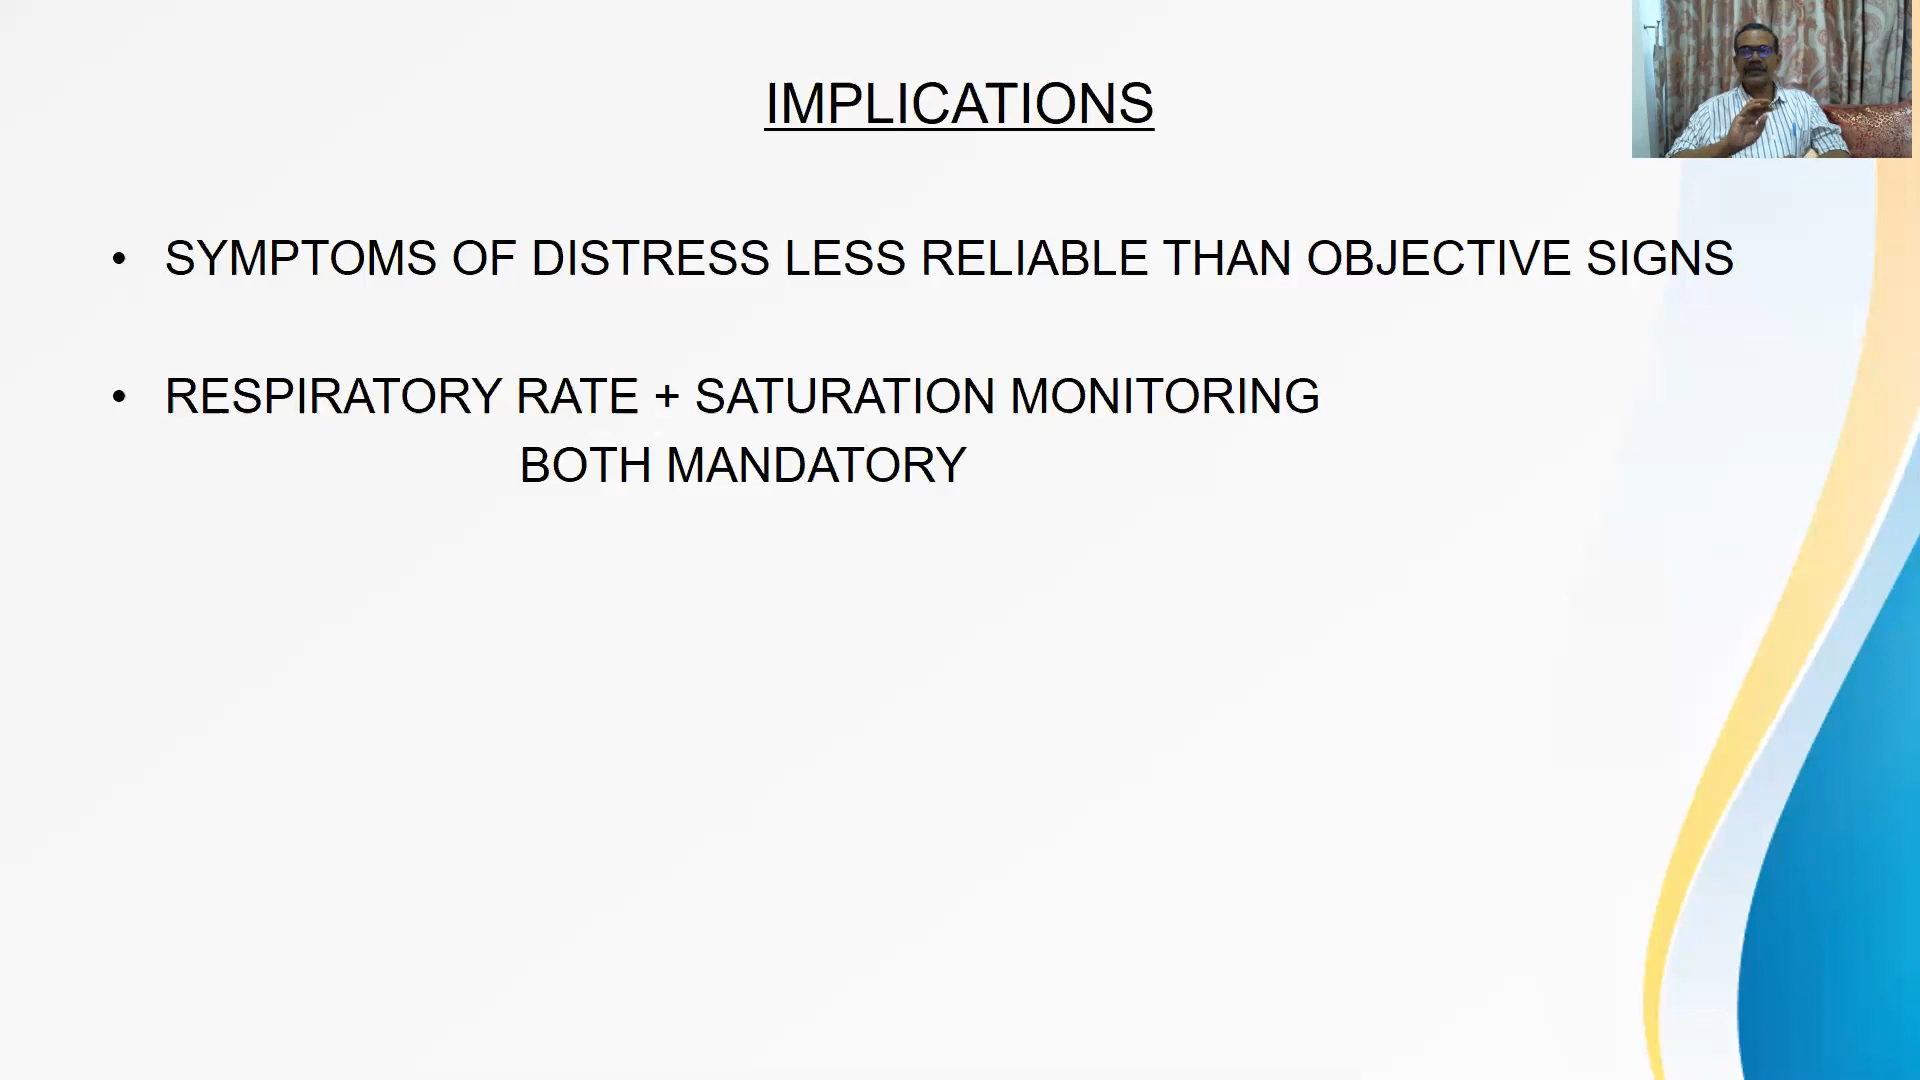 IMPLICATIONS
• SYMPTOMS OF DISTRESS LESS RELIABLE THAN OBJECTIVE SIGNS
• RESPIRATORY RATE + SATURATION MONITORING
BOTH MANDATORY